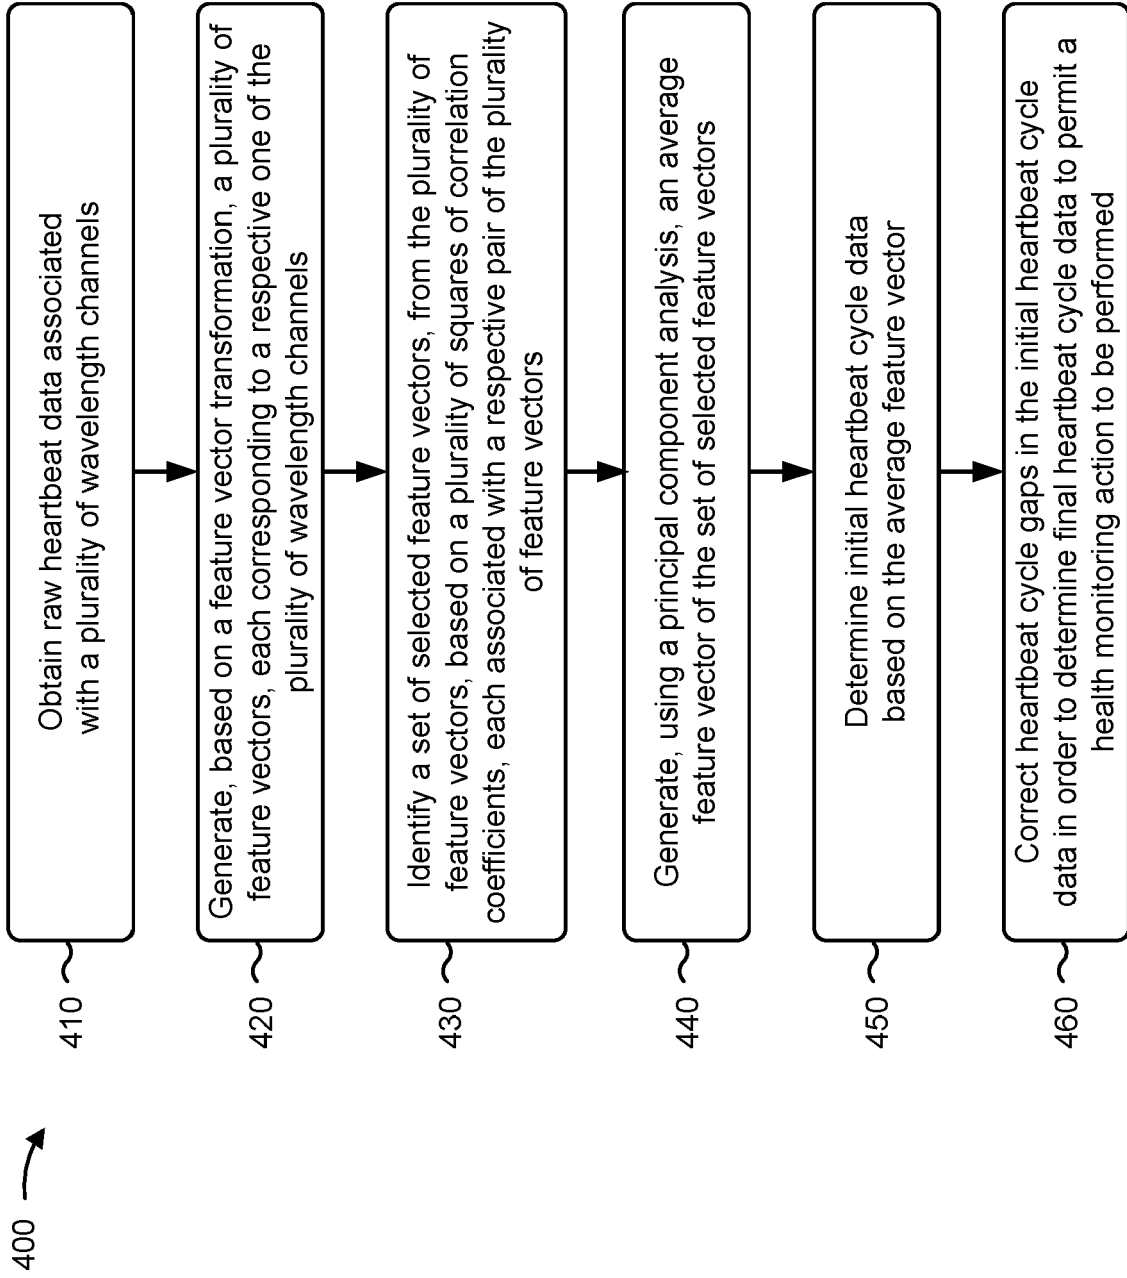 400
410
Obtain raw heartbeat data associated
with a plurality of wavelength channels
420
Generate, based on a feature vector transformation, a plurality of
feature vectors, each corresponding to a respective one of the
plurality of wavelength channels
430
Identify a set of selected feature vectors, from the plurality of
feature vectors, based on a plurality of squares of correlation
coefficients, each associated with a respective pair of the plurality
of feature vectors
440
Generate, using a principal component analysis, an average
feature vector of the set of selected feature vectors
450
Determine initial heartbeat cycle data
based on the average feature vector
460
Correct heartbeat cycle gaps in the initial heartbeat cycle
data in order to determine final heartbeat cycle data to permit a
health monitoring action to be performed